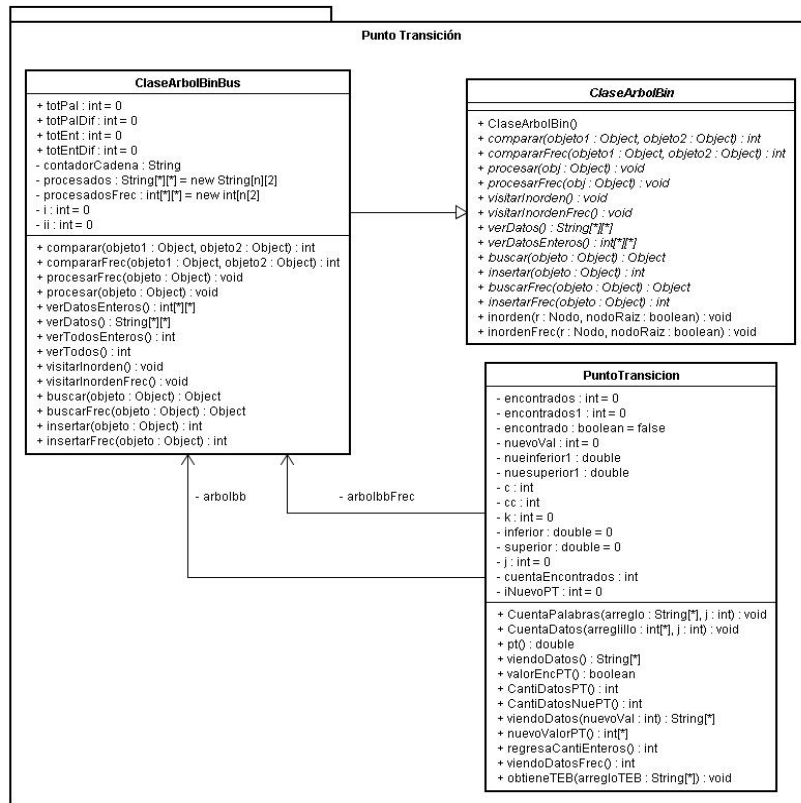 Punto Transición
ClaseArbolBinBus
+ totPal : int = 0
+ totPalDif : int = 0
+ totEnt : int = 0
+ totEntDif : int = 0
- contadorCadena : String
- procesados : String[*][*] = new String[n][2]
- procesadosFrec : int[*][*] = new int[n[2]
- i : int = 0
- ii : int = 0
+ comparar(objeto1 : Object, objeto2 : Object) : int
+ compararFrec(objeto1 : Object, objeto2 : Object) : int
+ procesarFrec(objeto : Object) : void
+ procesar(objeto : Object) : void
+ verDatosEnteros() : int[*][*]
+ verDatos() : String[*][*]
+ verTodosEnteros() : int
+ verTodos() : int
+ visitarInorden() : void
+ visitarInordenFrec() : void
+ buscar(objeto : Object) : Object
+ buscarFrec(objeto : Object) : Object
+ insertar(objeto : Object) : int
+ insertarFrec(objeto : Object) : int
ClaseArbolBin
+ ClaseArbolBin()
+ comparar(objeto1 : Object, objeto2 : Object) : int
+ compararFrec(objeto1 : Object, objeto2 : Object) : int
+ procesar(obj : Object) : void
+ procesarFrec(obj : Object) : void
+ visitarInorden() : void
+ visitarInordenFrec() : void
+ verDatos() : String[*][*]
+ verDatosEnteros() : int[*][*]
+ buscar(objeto : Object) : Object
+ insertar(objeto : Object) : int
+ buscarFrec(objeto : Object) : Object
+ insertarFrec(objeto : Object) : int
+ inorden(r : Nodo, nodoRaiz : boolean) : void
+ inordenFrec(r : Nodo, nodoRaiz : boolean) : void
- arbolbb
- arbolbbFrec
PuntoTransicion
- encontrados : int = 0
- encontrados1 : int = 0
- encontrado : boolean = false
- nuevoVal : int = 0
- nueinferior1 : double
- nuesuperior1 : double
- c : int
- cc : int
- k : int = 0
- inferior : double = 0
- superior : double = 0
- j : int = 0
- cuentaEncontrados : int
- iNuevoPT : int = 0
+ CuentaPalabras(arreglo : String[*], j : int) : void
+ CuentaDatos(arreglillo : int[*], j : int) : void
+ pt() : double
+ viendoDatos() : String[*]
+ valorEncPT() : boolean
+ CantiDatosPT() : int
+ CantiDatosNuePT() : int
+ viendoDatos(nuevoVal : int) : String[*]
+ nuevoValorPT() : int[*]
+ regresaCantiEnteros() : int
+ viendoDatosFrec() : int
+ obtieneTEB(arregloTEB : String[*]) : void